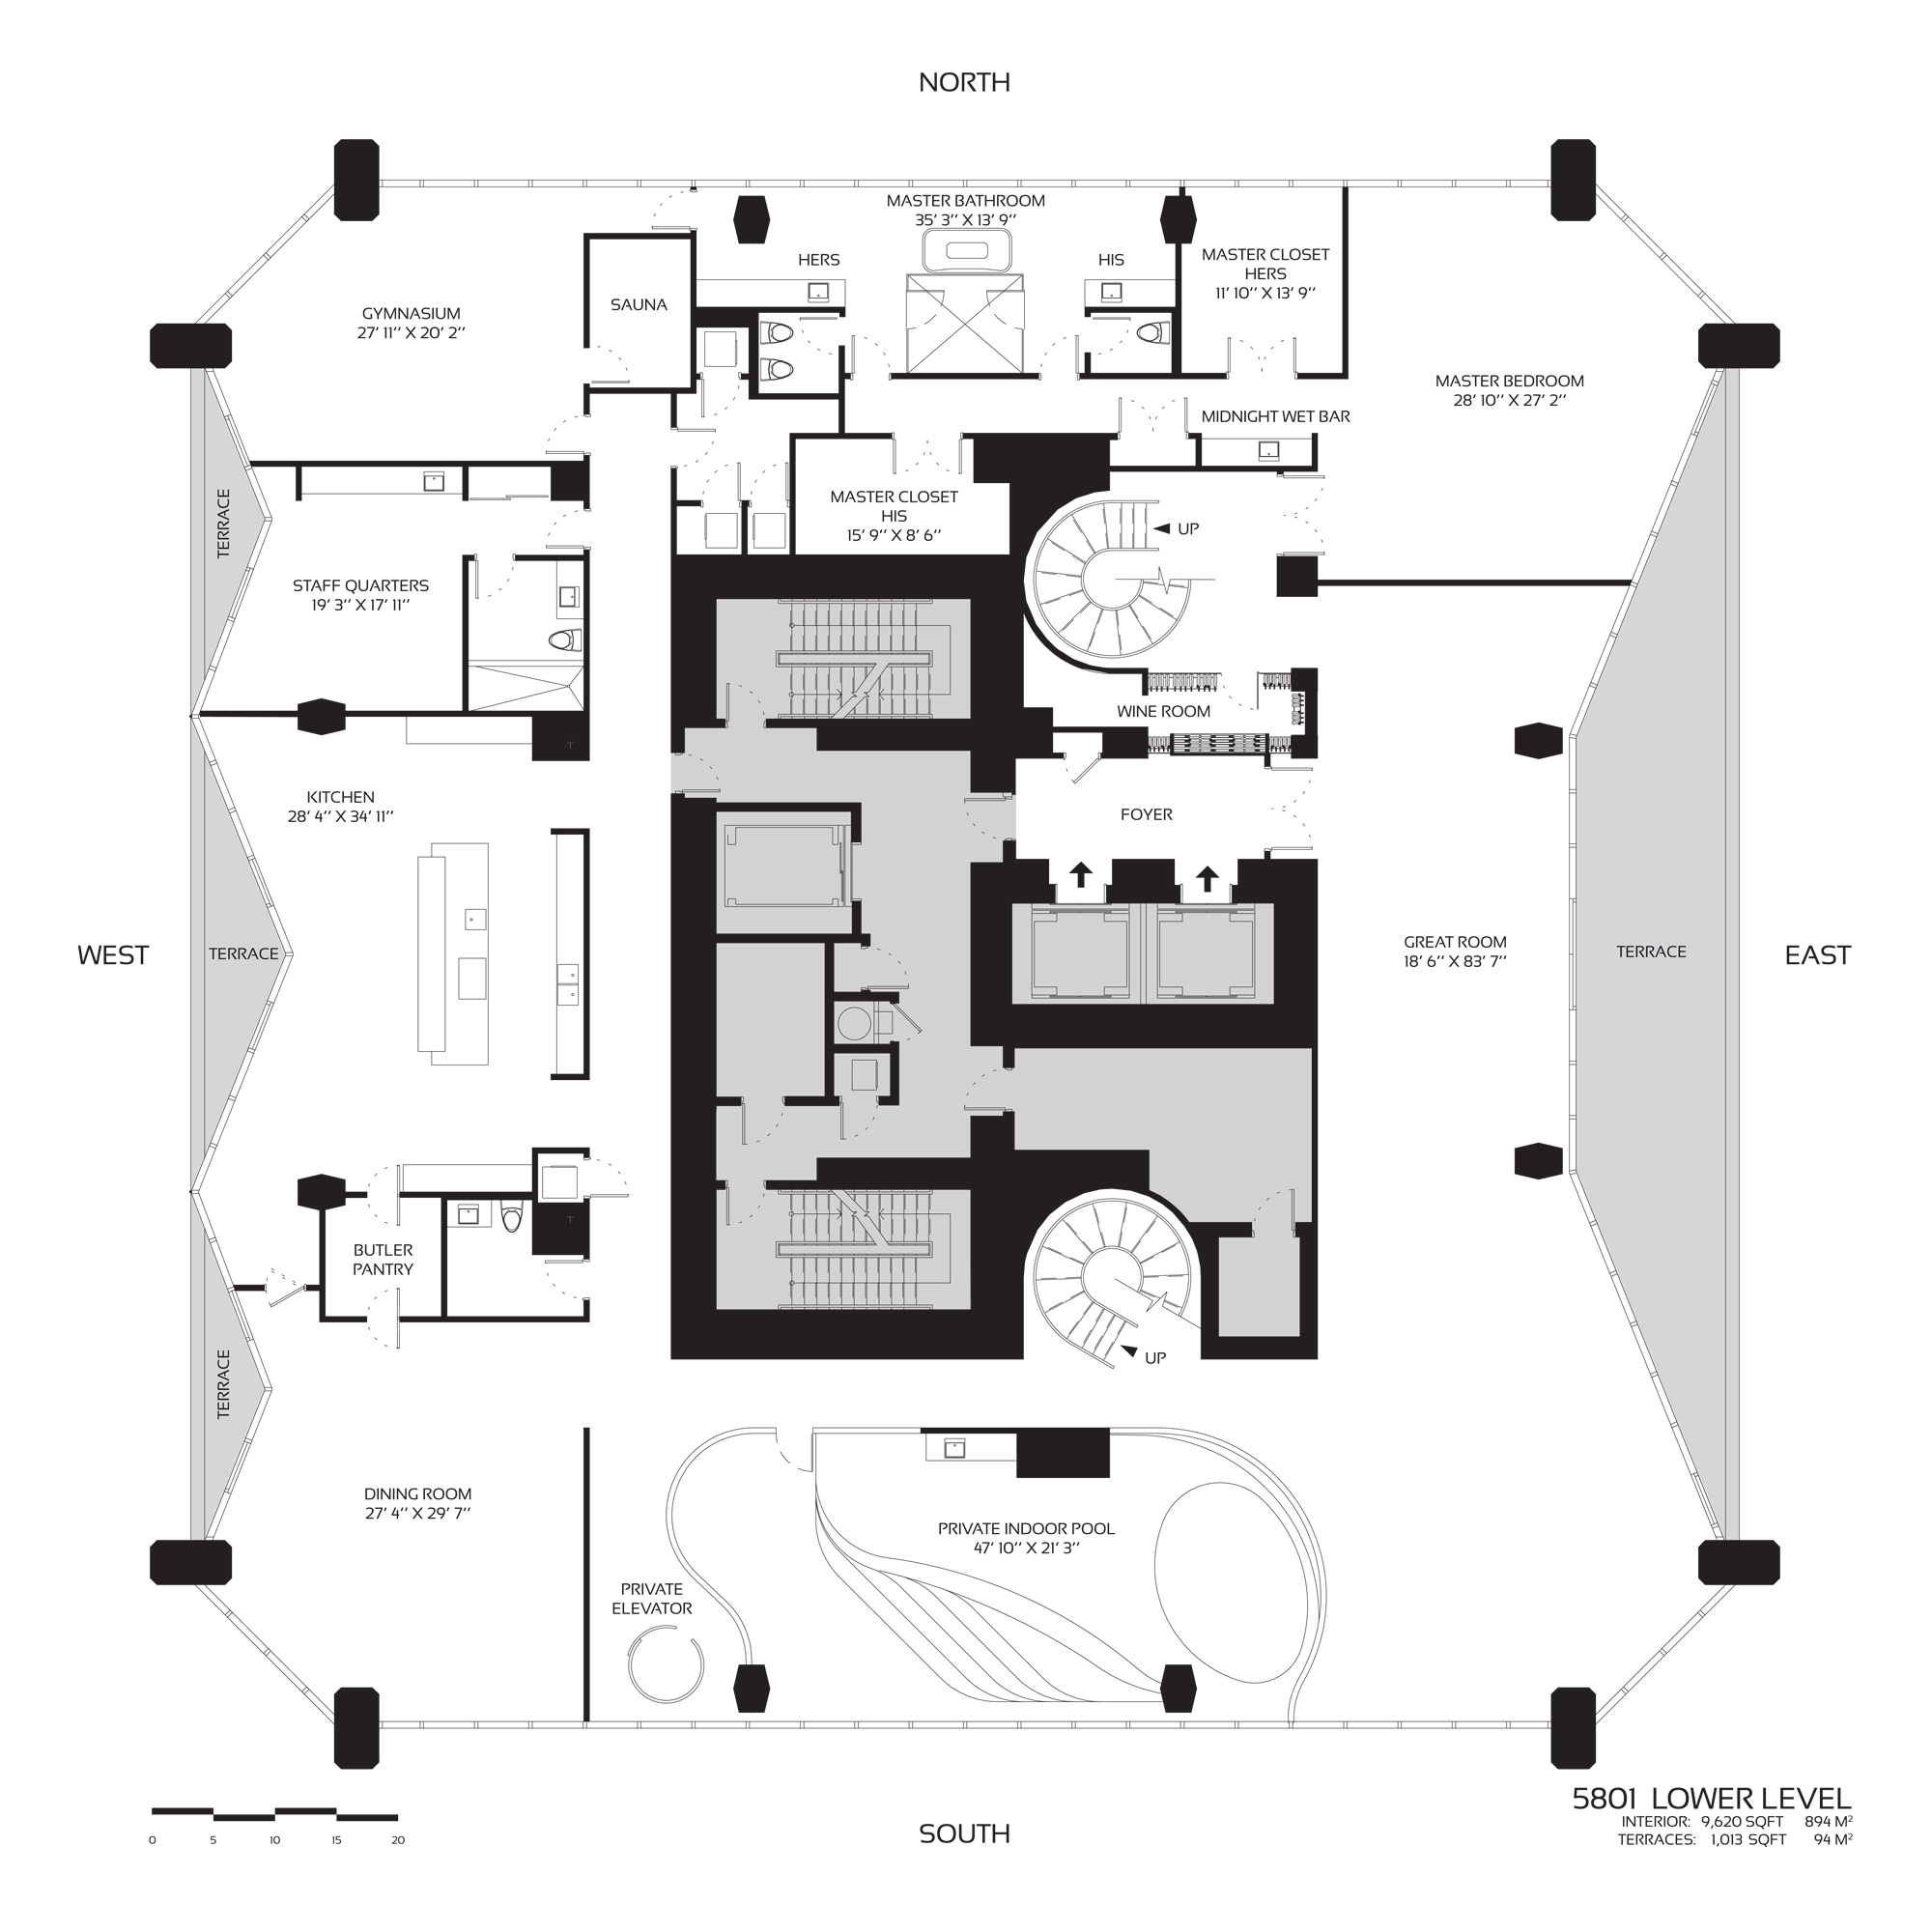 NORTH
MASTER BATHROOM
35’ 3’’ X 13’ 9’’
HERS
HIS
MASTER CLOSET
HERS
11’ 10’’ X 13’ 9’’
SAUNA
GYMNASIUM
27’ 11’’ X 20’ 2’’
MASTER BEDROOM
28’ 10’’ X 27’ 2’’
MIDNIGHT WET BAR
TERRACE
MASTER CLOSET
HIS
15’ 9’’ X 8’ 6’’
UP
STAFF QUARTERS
19’ 3’’ X 17’ 11’’
WINE ROOM
KITCHEN
28’ 4’’ X 34’ 11’’
FOYER
WEST
TERRACE
GREAT ROOM
18’ 6’’ X 83’ 7’’
TERRACE
EAST
BUTLER
PANTRY
TERRACE
UP
DINING ROOM
27’ 4’’ X 29’ 7’’
PRIVATE INDOOR POOL
47’ 10’’ X 21’ 3’’
PRIVATE
ELEVATOR
5801 LOWER LEVEL
INTERIOR: 9,620 SQFT 894 M²
TERRACES: 1,013 SQFT 94 M²
0 5 10 15 20
SOUTH